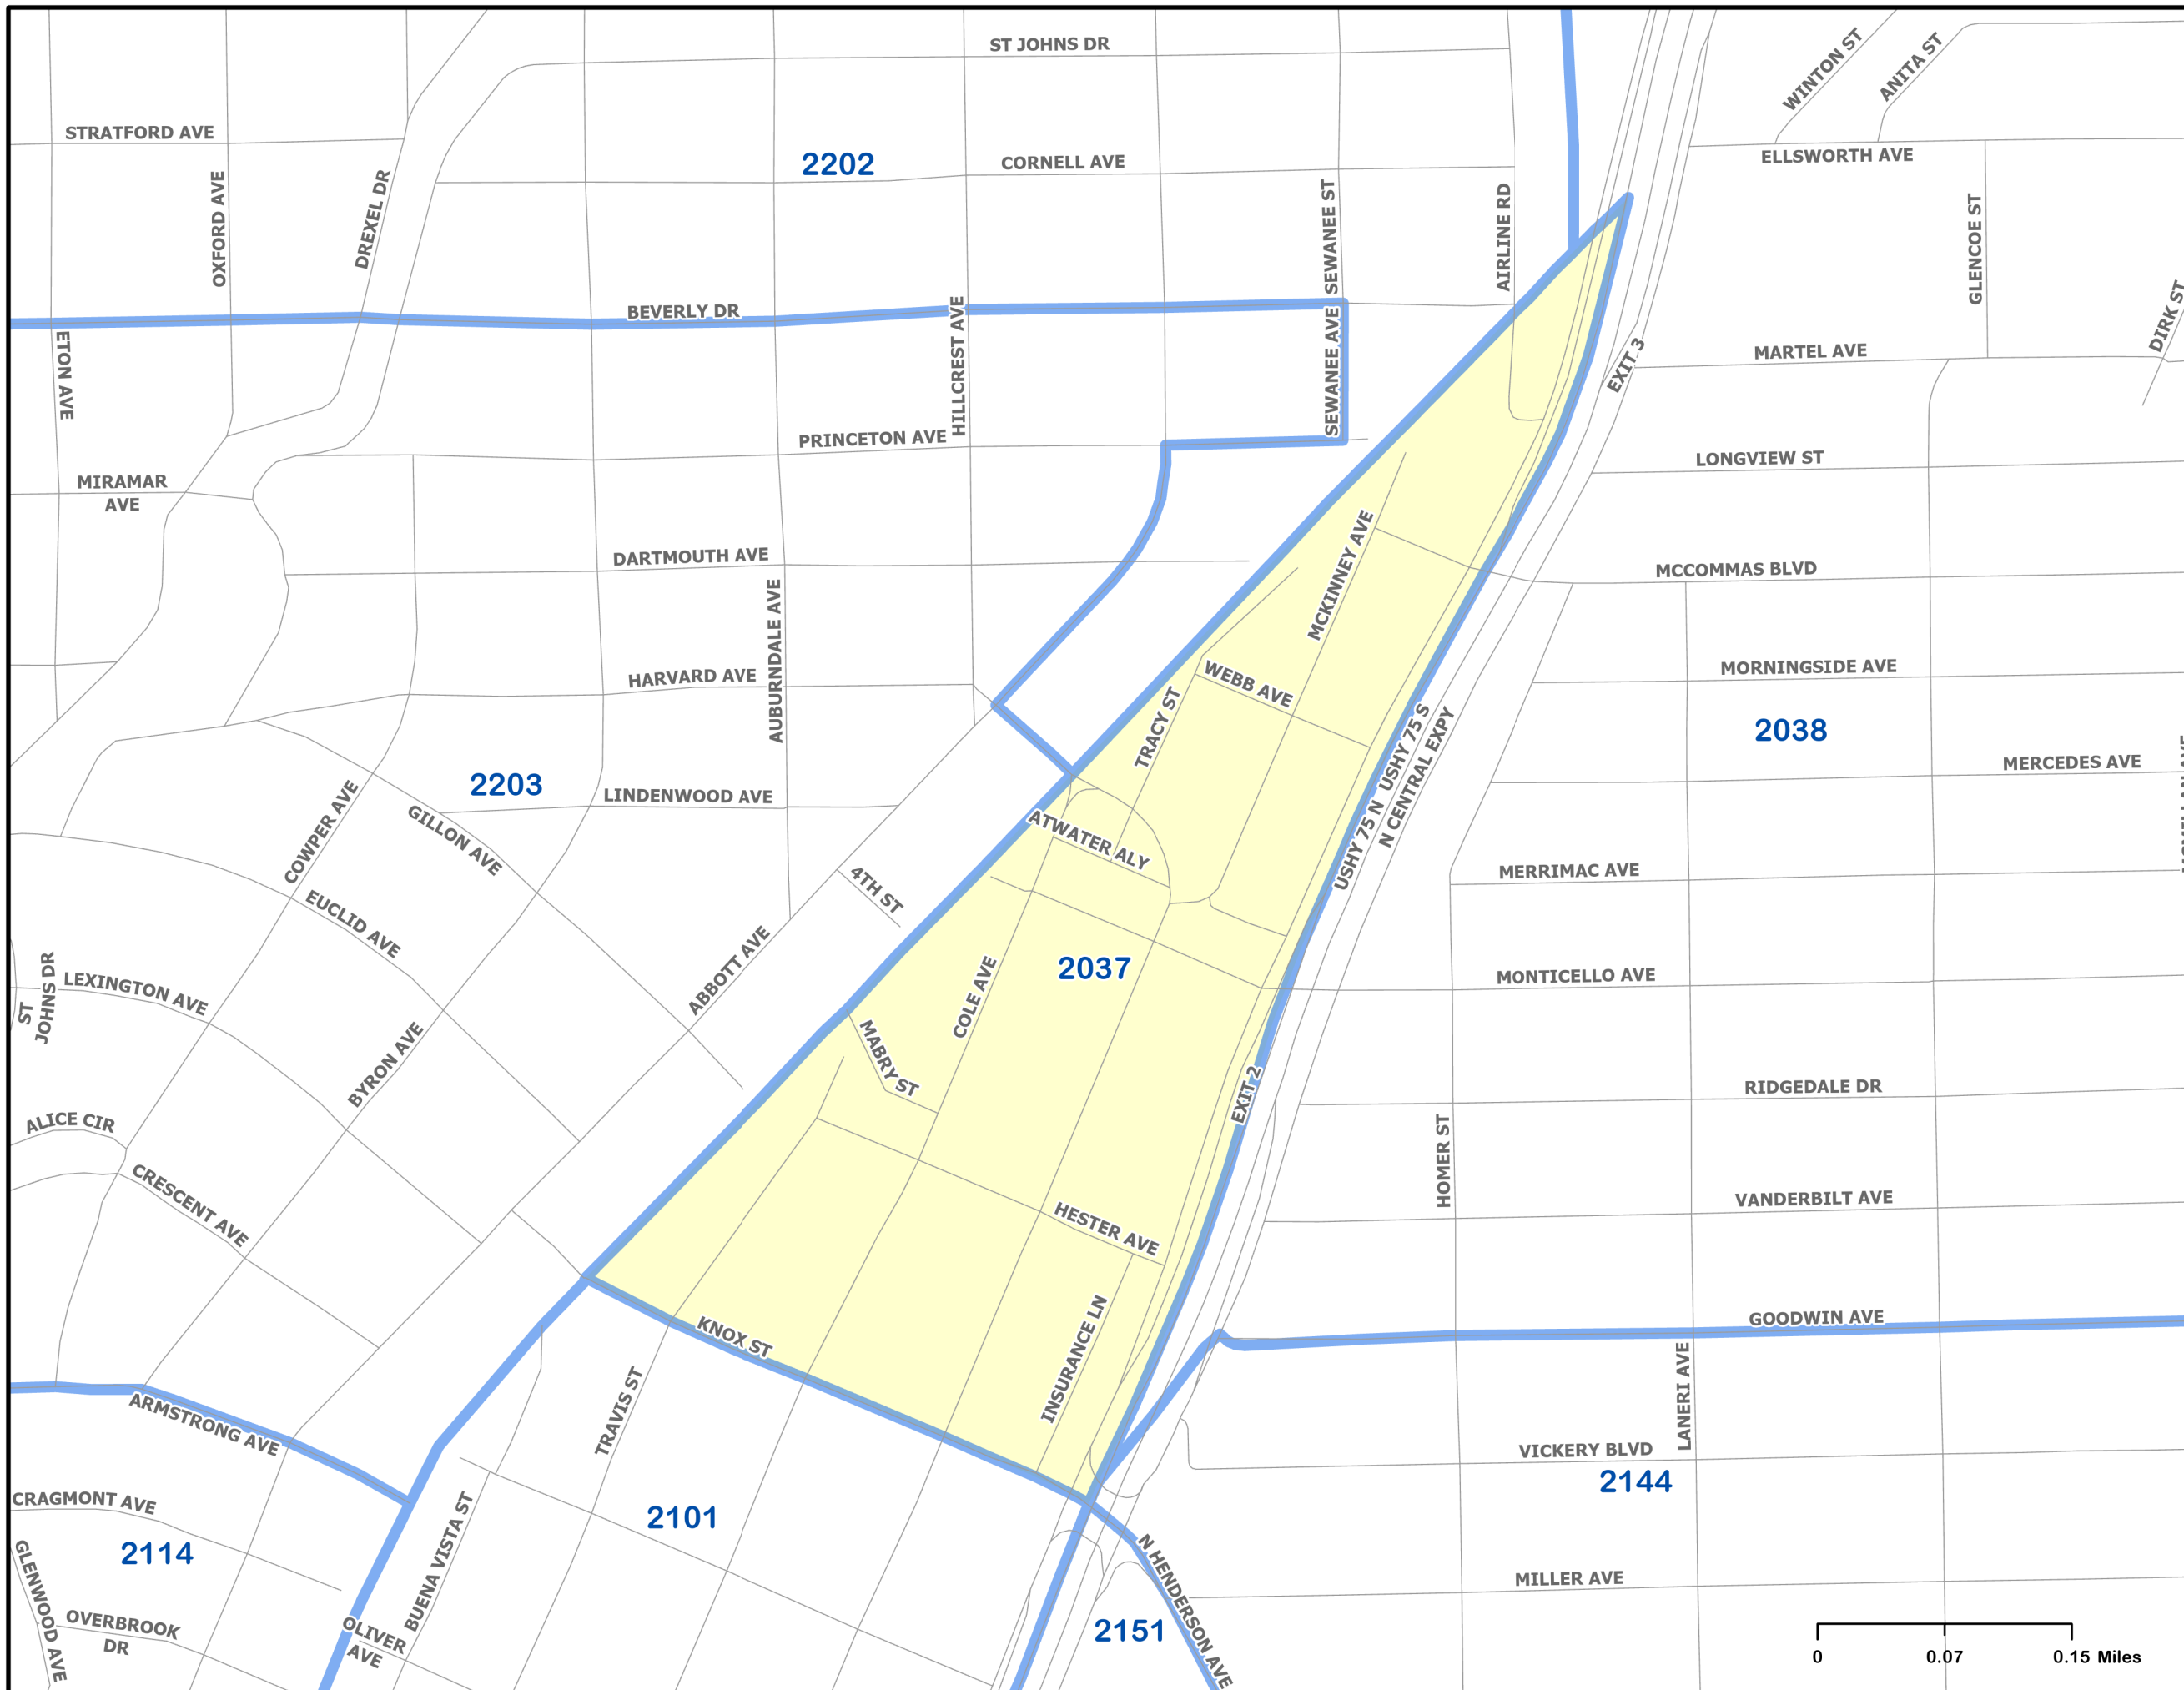 ST JOHNS DR
WINTON ST
ANITA ST
STRATFORD AVE
2202
CORNELL AVE
ELLSWORTH AVE
OXFORD AVE
DREXEL DR
SEWANEE ST
AIRLINE RD
GLENCOE ST
DIRK ST
BEVERLY DR
ETON AVE
HILLCREST AVE
SEWANEE AVE
EXIT 3
MARTEL AVE
PRINCETON AVE
MIRAMAR
AVE
LONGVIEW ST
DARTMOUTH AVE
MCKINNEY AVE
MCCOMMAS BLVD
AUBURNDALE AVE
HARVARD AVE
WEBB AVE
MORNINGSIDE AVE
TRACY ST
USHY 75 S
2038
N CENTRAL EXPY
MERCEDES AVE
2203
LINDENWOOD AVE
COWPER AVE
GILLON AVE
ATWATER ALY
USHY 75 N
MERRIMAC AVE
4TH ST
EUCLID AVE
ABBOTT AVE
2037
COLE AVE
MONTICELLO AVE
ST
JOHNS DR
LEXINGTON AVE
BYRON AVE
MABRY ST
EXIT 2
RIDGEDALE DR
ALICE CIR
HOMER ST
CRESCENT AVE
HESTER AVE
VANDERBILT AVE
KNOX ST
INSURANCE LN
GOODWIN AVE
ARMSTRONG AVE
TRAVIS ST
LANERI AVE
VICKERY BLVD
2144
CRAGMONT AVE
2101
2114
BUENA VISTA ST
GLENWOOD AVE
N HENDERSON AVE
MILLER AVE
OVERBROOK
DR
OLIVER
AVE
2151
0 0.07 0.15 Miles